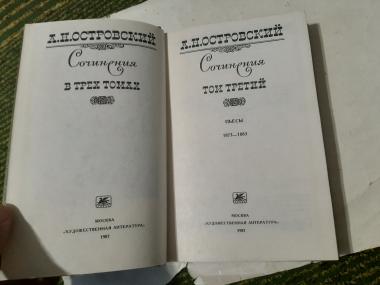 А.Н.ОСТРОВСКИЙ
Сочинения
В ТРЕХ ТОМАХ
МОСКВА
«ХУДОЖЕСТВЕННАЯ ЛИТЕРАТУРА»
1987
А.Н.ОСТРОВСКИЙ
Сочинения
ТОМ ТРЕТИЙ
ПЬЕСЫ
МОСКВА
«ХУДОЖЕСТВЕННАЯ ЛИТЕРАТУРА»
1987